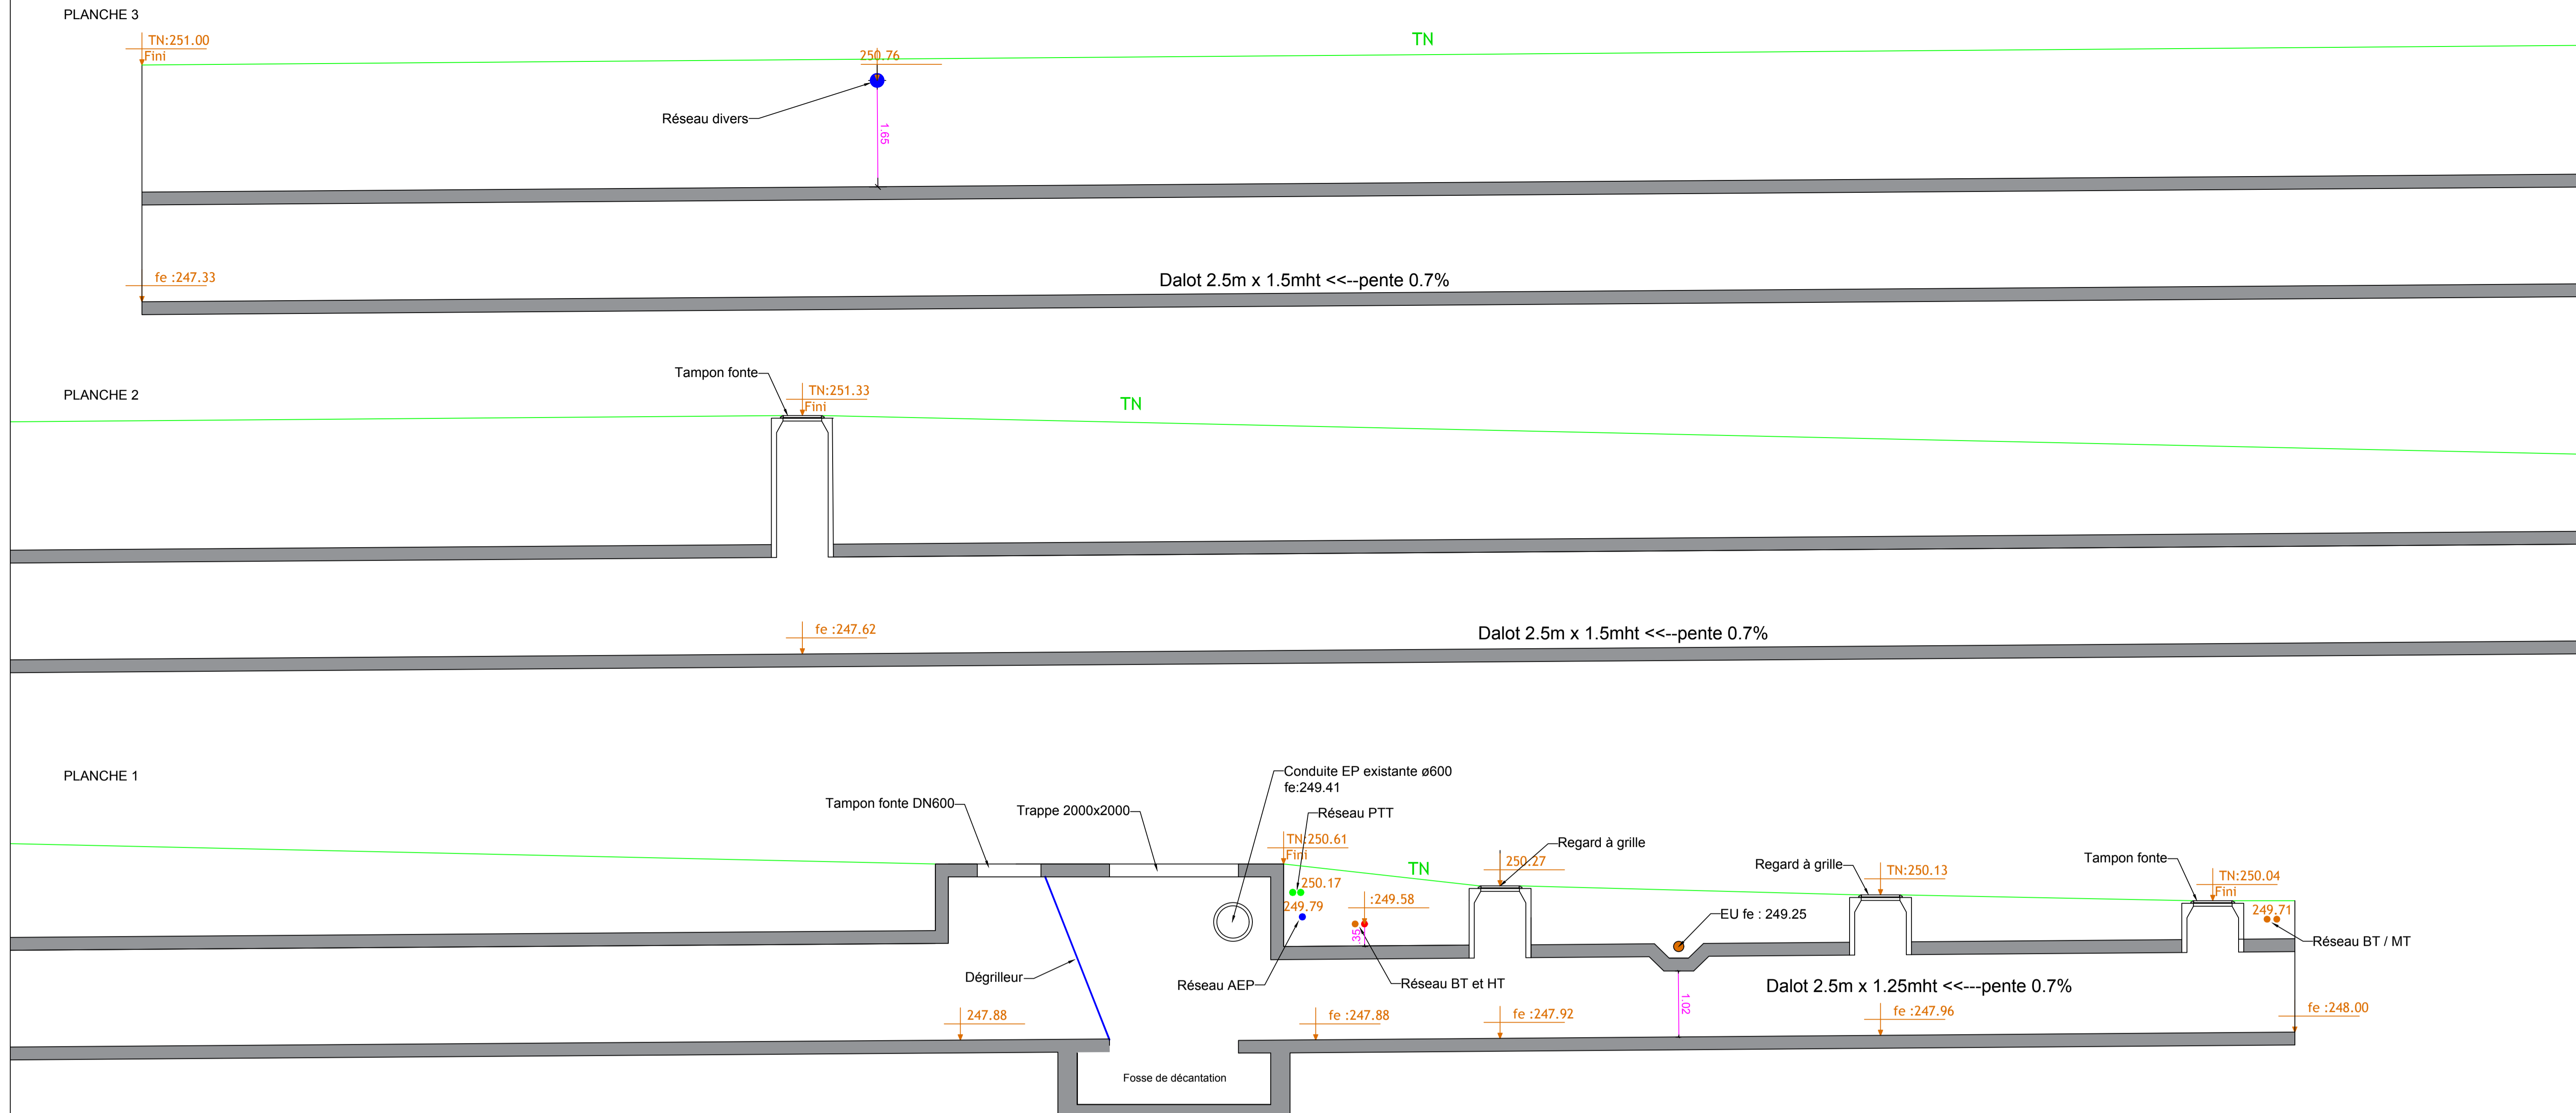 PLANCHE 3
TN:251.00
Fini
250.76
TN
Réseau divers
1.65
fe :247.33
Dalot 2.5m x 1.5mht <<--pente 0.7%
PLANCHE 2
Tampon fonte
TN:251.33
Fini
TN
fe :247.62
Dalot 2.5m x 1.5mht <<--pente 0.7%
PLANCHE 1
Conduite EP existante ø600
fe:249.41
Tampon fonte DN600
Trappe 2000x2000
Réseau PTT
TN:250.61
Fini
TN
Regard à grille
250.27
Regard à grille
TN:250.13
Tampon fonte
TN:250.04
Fini
250.17
249.79
:249.58
.35
EU fe : 249.25
249.71
Réseau BT / MT
Dégrilleur
Réseau AEP
Réseau BT et HT
Dalot 2.5m x 1.25mht <<---pente 0.7%
1.02
247.88
fe :247.88
fe :247.92
fe :247.96
fe :248.00
Fosse de décantation